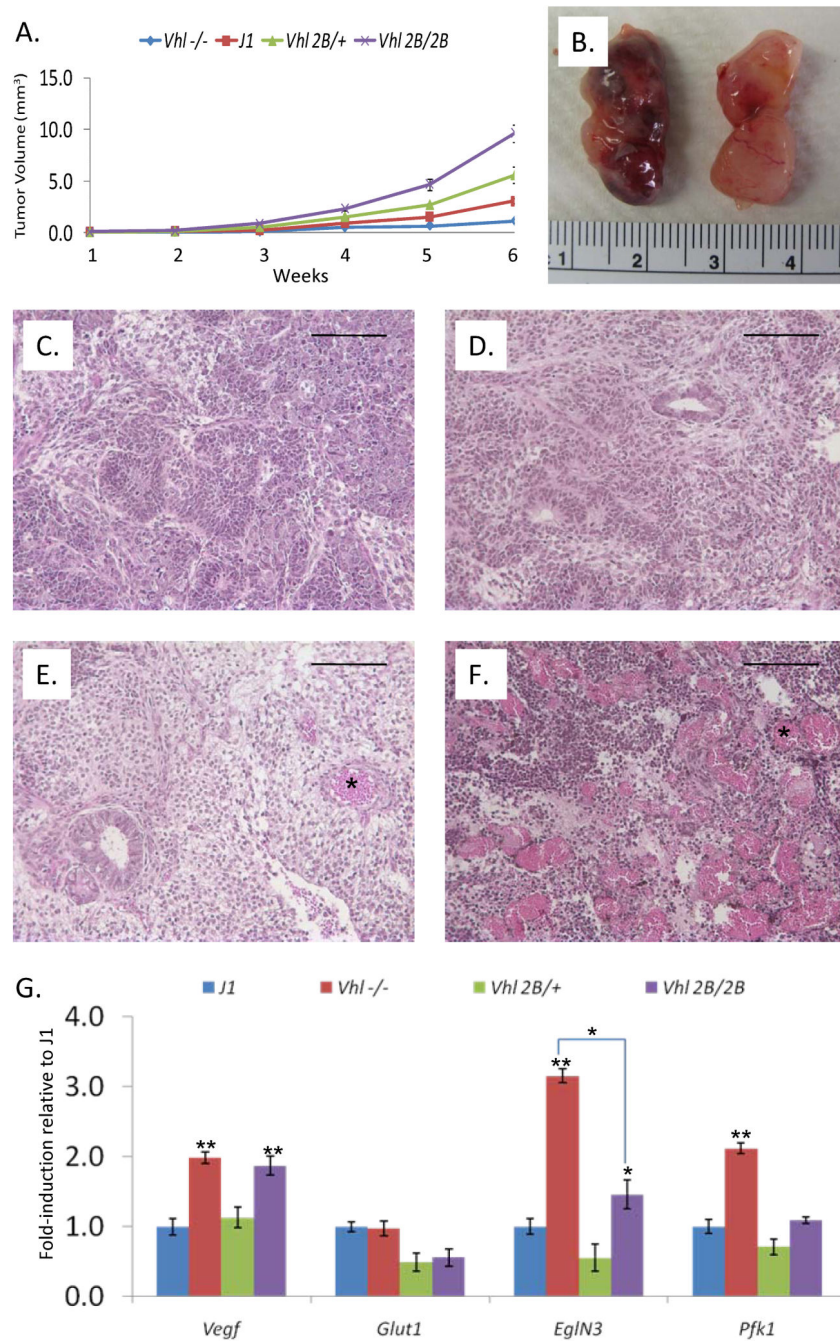 A.
Vhl -/- J1 Vhl 2B/+ Vhl 2B/2B
Tumor Volume (mm³)
15.0
10.0
5.0
0.0
1 2 3 4 5 6
Weeks
B.
c 1 2 3 4
C.
D.
E.
*
F.
*
G.
J1 Vhl -/- Vhl 2B/+ Vhl 2B/2B
Fold-induction relative to J1
4.0
3.0
2.0
1.0
0.0
** ** ** * * **
Vegf Glut1 EglN3 Pfk1